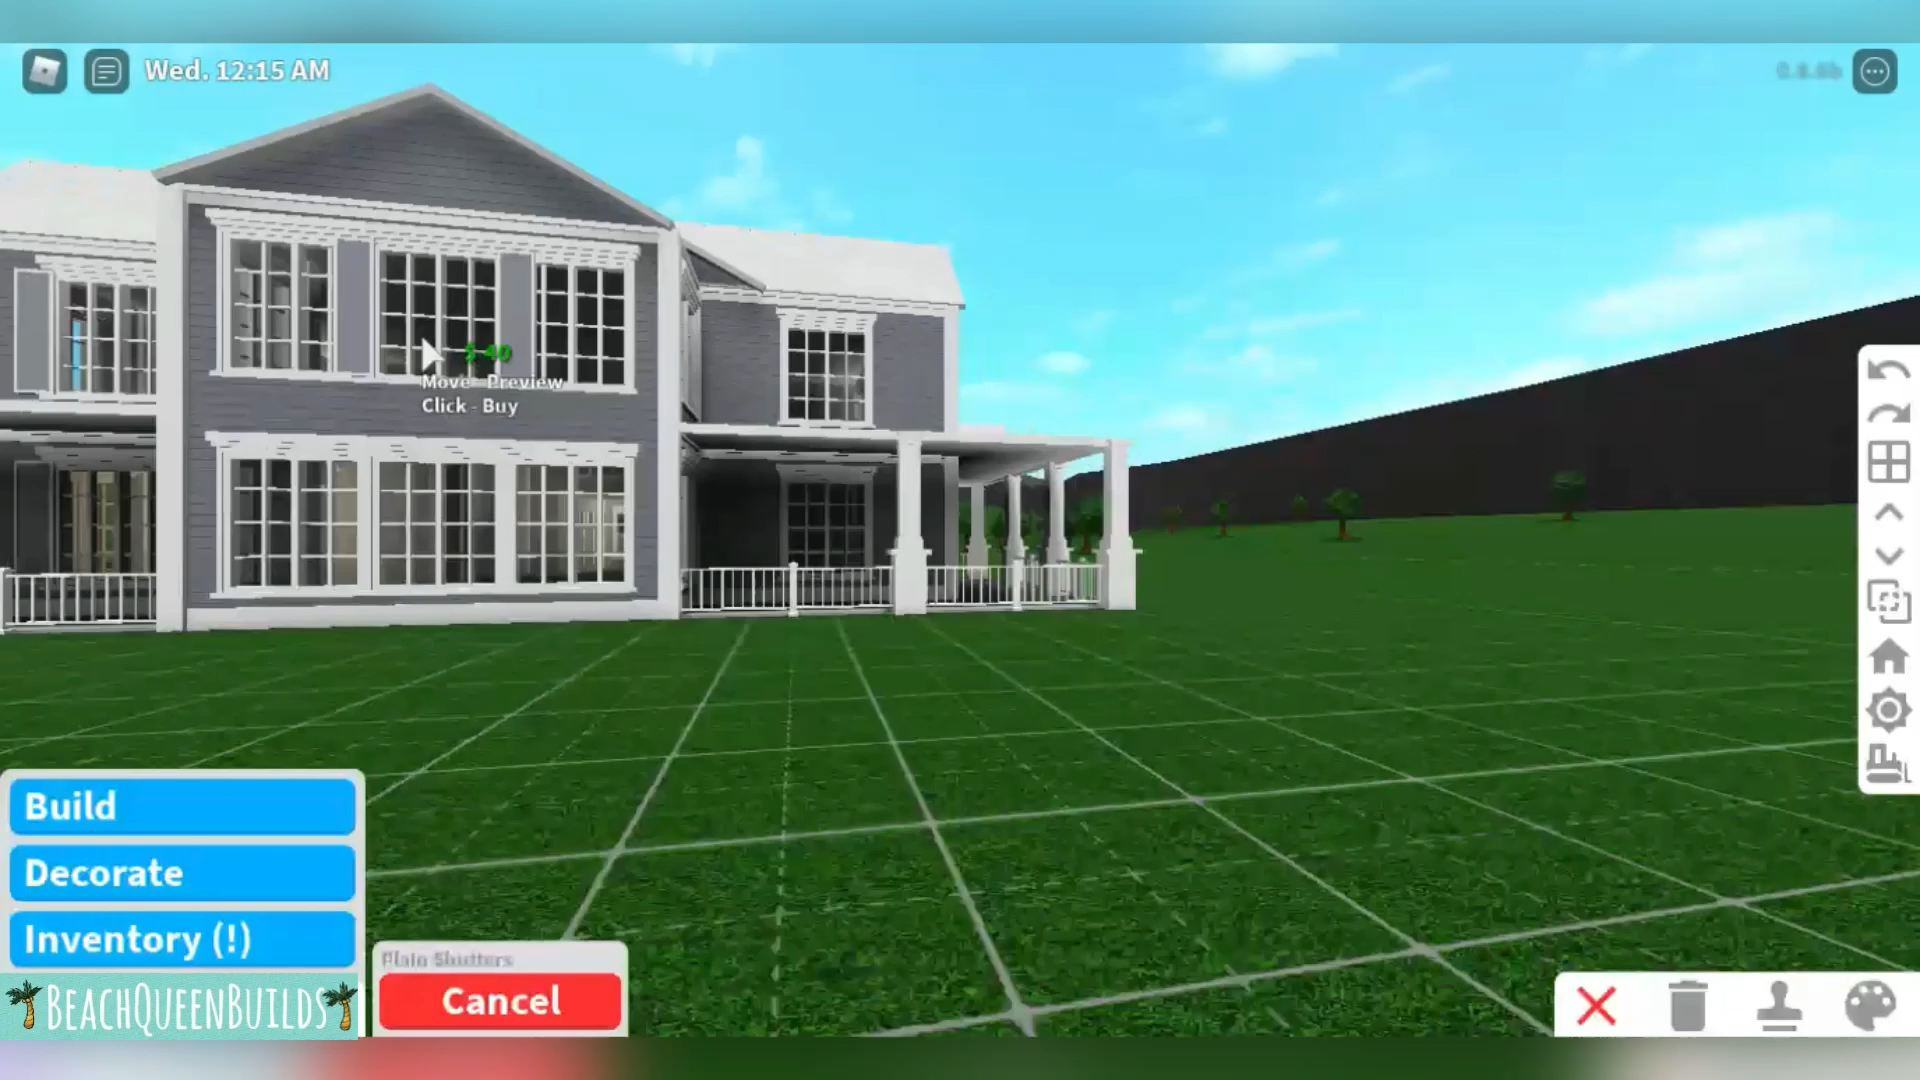 Wed. 12:15 AM
$ 40
Move - Preview
Click - Buy
Build
Decorate
Inventory (!)
BEACHQUEENBUILDS
Plain Shutters
Cancel